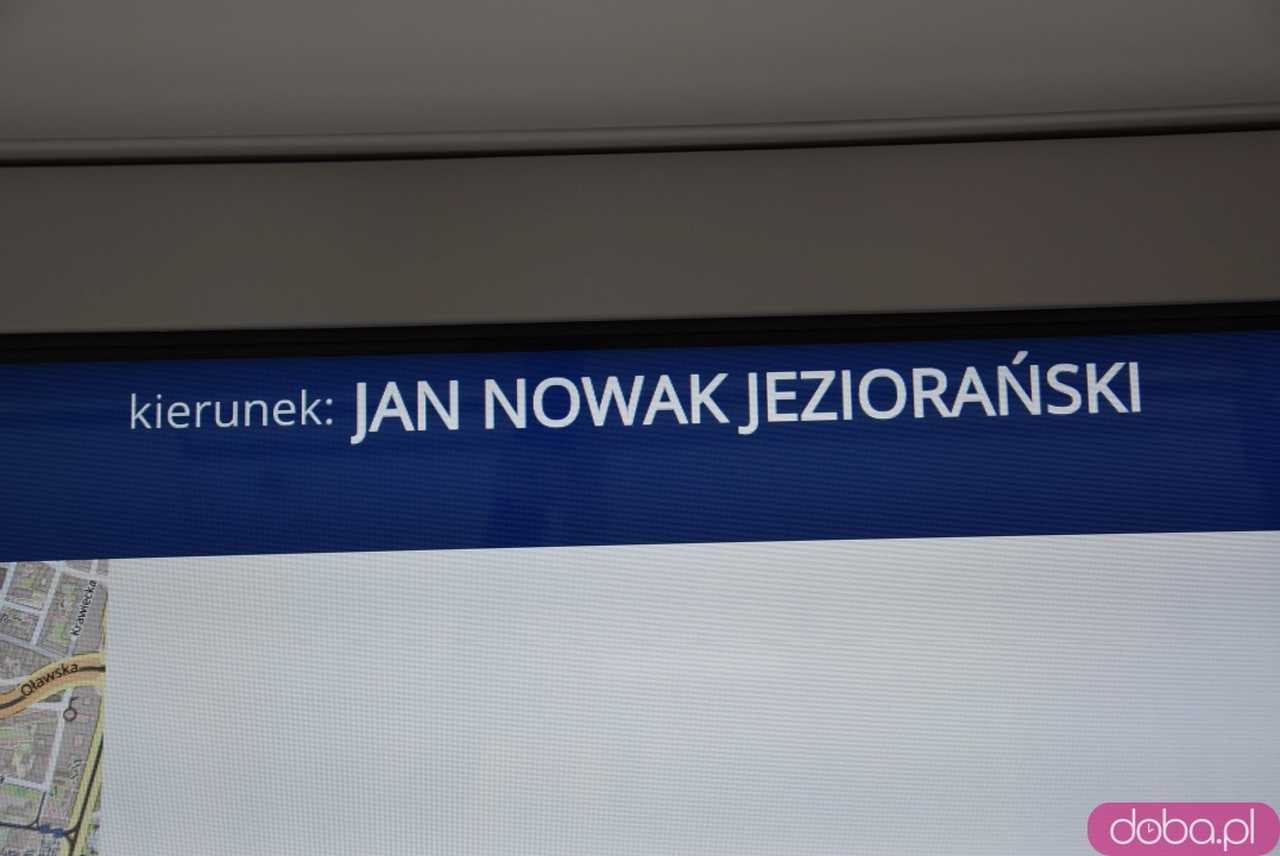 kierunek: JAN NOWAK JEZIORAŃSKI
Krawiecka
Oławska
doba.pl